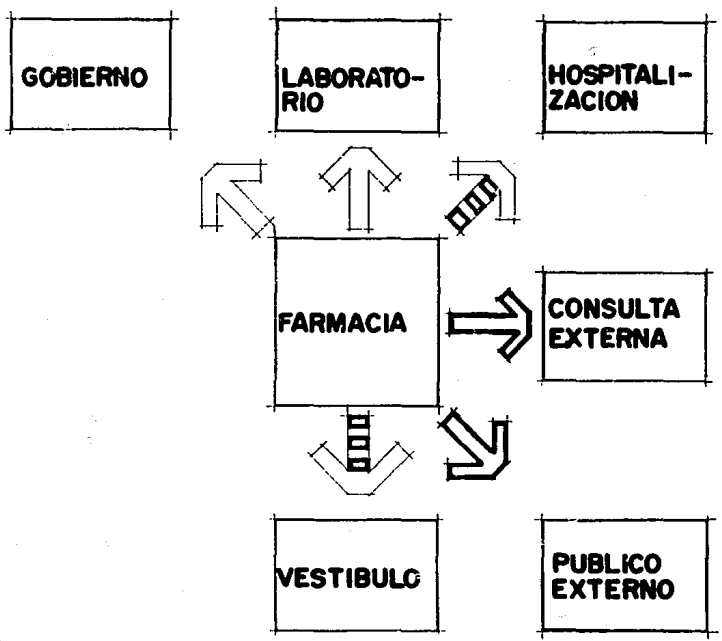 GOBIERNO
LABORATO-
RIO
HOSPITALI-
ZACION
FARMACIA
CONSULTA
EXTERNA
VESTIBULO
PUBLICO
EXTERNO